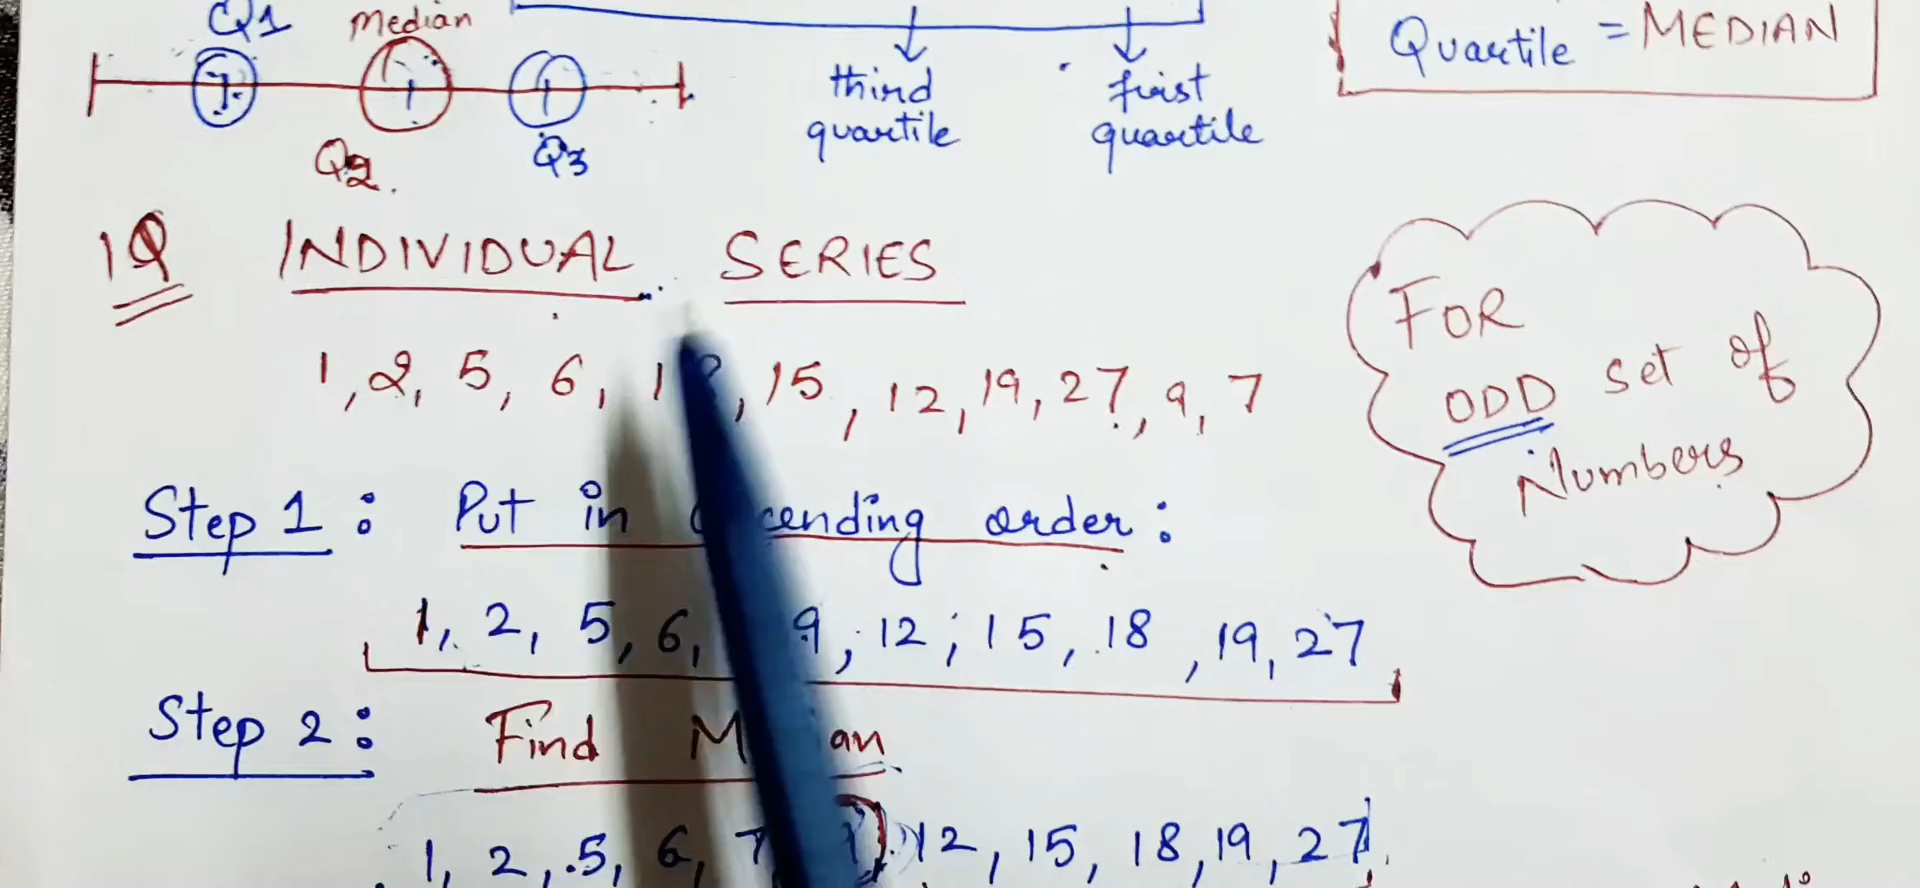 Q1 Median
Q2. Q3
third quartile
first quartile
Quartile = MEDIAN
1Q INDIVIDUAL SERIES
1, 2, 5, 6, 15, 12, 19, 27, 9, 7
FOR
ODD set of
Numbers
Step 1 : Put in order :
1, 2, 5, 6, 9, 12, 15, 18, 19, 27
Step 2 : Find
1, 2, 5, 6, 7 12, 15, 18, 19, 27